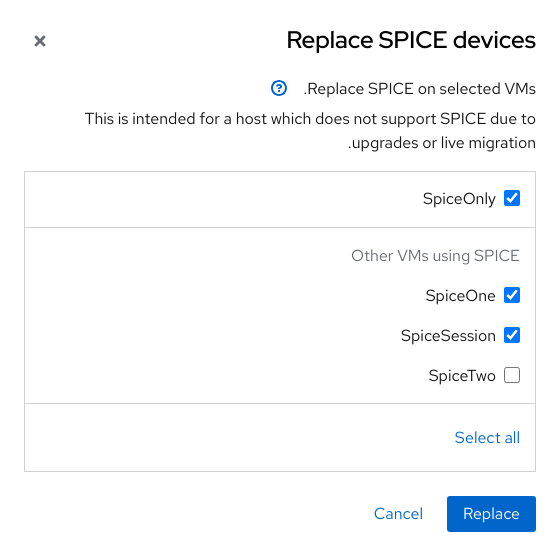 Replace SPICE devices
.Replace SPICE on selected VMs
This is intended for a host which does not support SPICE due to
.upgrades or live migration
SpiceOnly
Other VMs using SPICE
SpiceOne
SpiceSession
SpiceTwo
Select all
Replace
Cancel